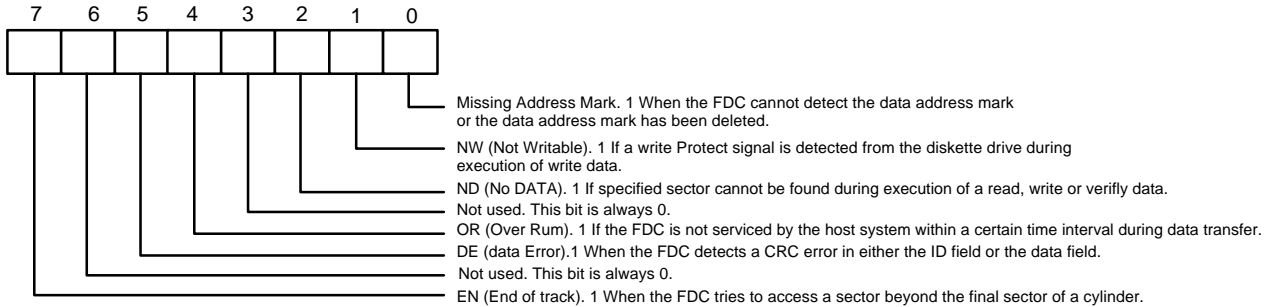 7 6 5 4 3 2 1 0
Missing Address Mark. 1 When the FDC cannot detect the data address mark
or the data address mark has been deleted.
NW (Not Writable). 1 If a write Protect signal is detected from the diskette drive during
execution of write data.
ND (No DATA). 1 If specified sector cannot be found during execution of a read, write or verifly data.
Not used. This bit is always 0.
OR (Over Rum). 1 If the FDC is not serviced by the host system within a certain time interval during data transfer.
DE (data Error).1 When the FDC detects a CRC error in either the ID field or the data field.
Not used. This bit is always 0.
EN (End of track). 1 When the FDC tries to access a sector beyond the final sector of a cylinder.